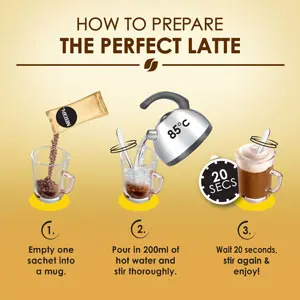 HOW TO PREPARE
THE PERFECT LATTE
85°C
20
SECS
1.
Empty one
sachet into
a mug.
2.
Pour in 200ml of
hot water and
stir thoroughly.
3.
Wait 20 seconds,
stir again &
enjoy!